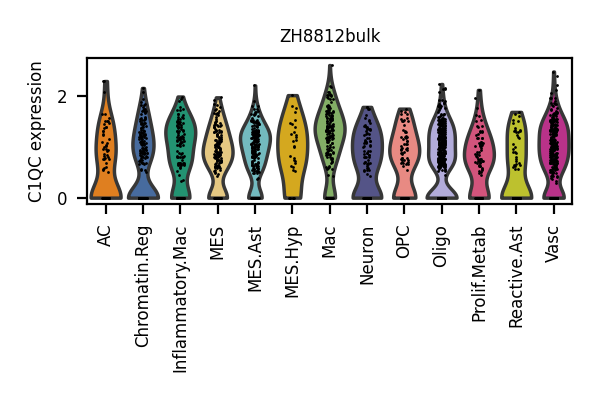 ZH8812bulk
C1QC expression
2
0
AC
Chromatin.Reg
Inflammatory.Mac
MES
MES.Ast
MES.Hyp
Mac
Neuron
OPC
Oligo
Prolif.Metab
Reactive.Ast
Vasc